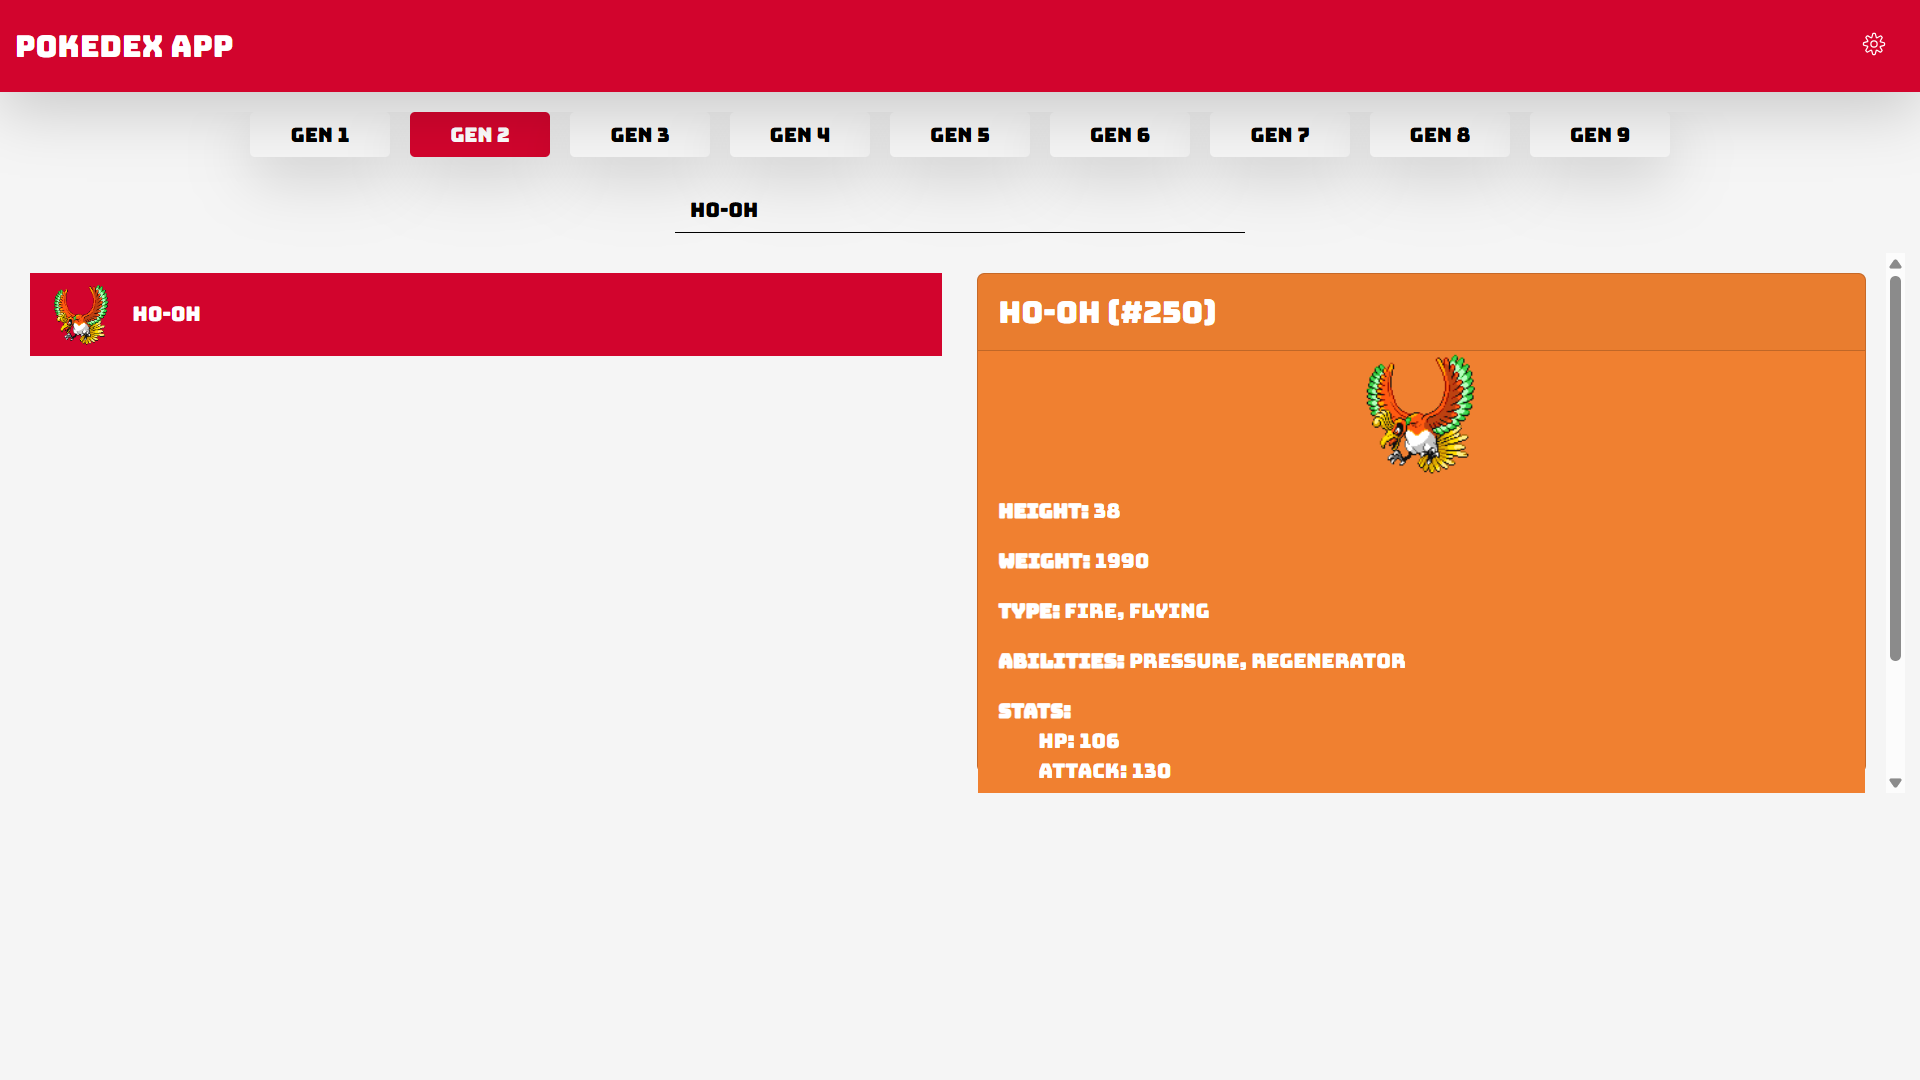 POKEDEX APP
GEN 1
GEN 2
GEN 3
GEN 4
GEN 5
GEN 6
GEN 7
GEN 8
GEN 9
HO-OH
HO-OH
HO-OH (#250)
HEIGHT: 38
WEIGHT: 1990
TYPE: FIRE, FLYING
ABILITIES: PRESSURE, REGENERATOR
STATS:
HP: 106
ATTACK: 130